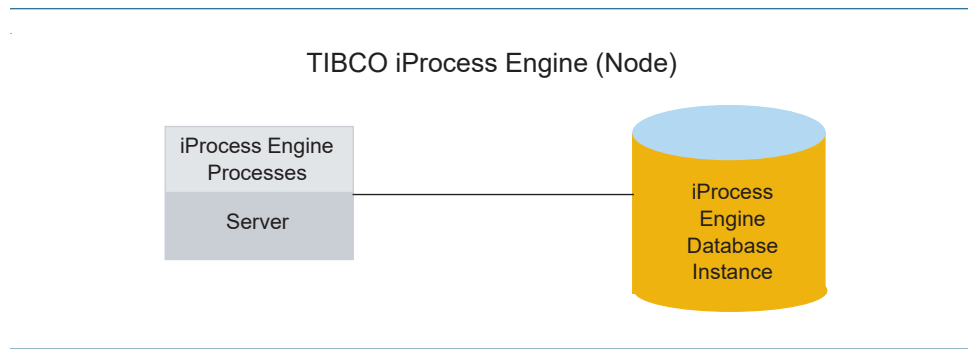 TIBCO iProcess Engine (Node)
iProcess Engine
Processes
Server
iProcess
Engine
Database
Instance